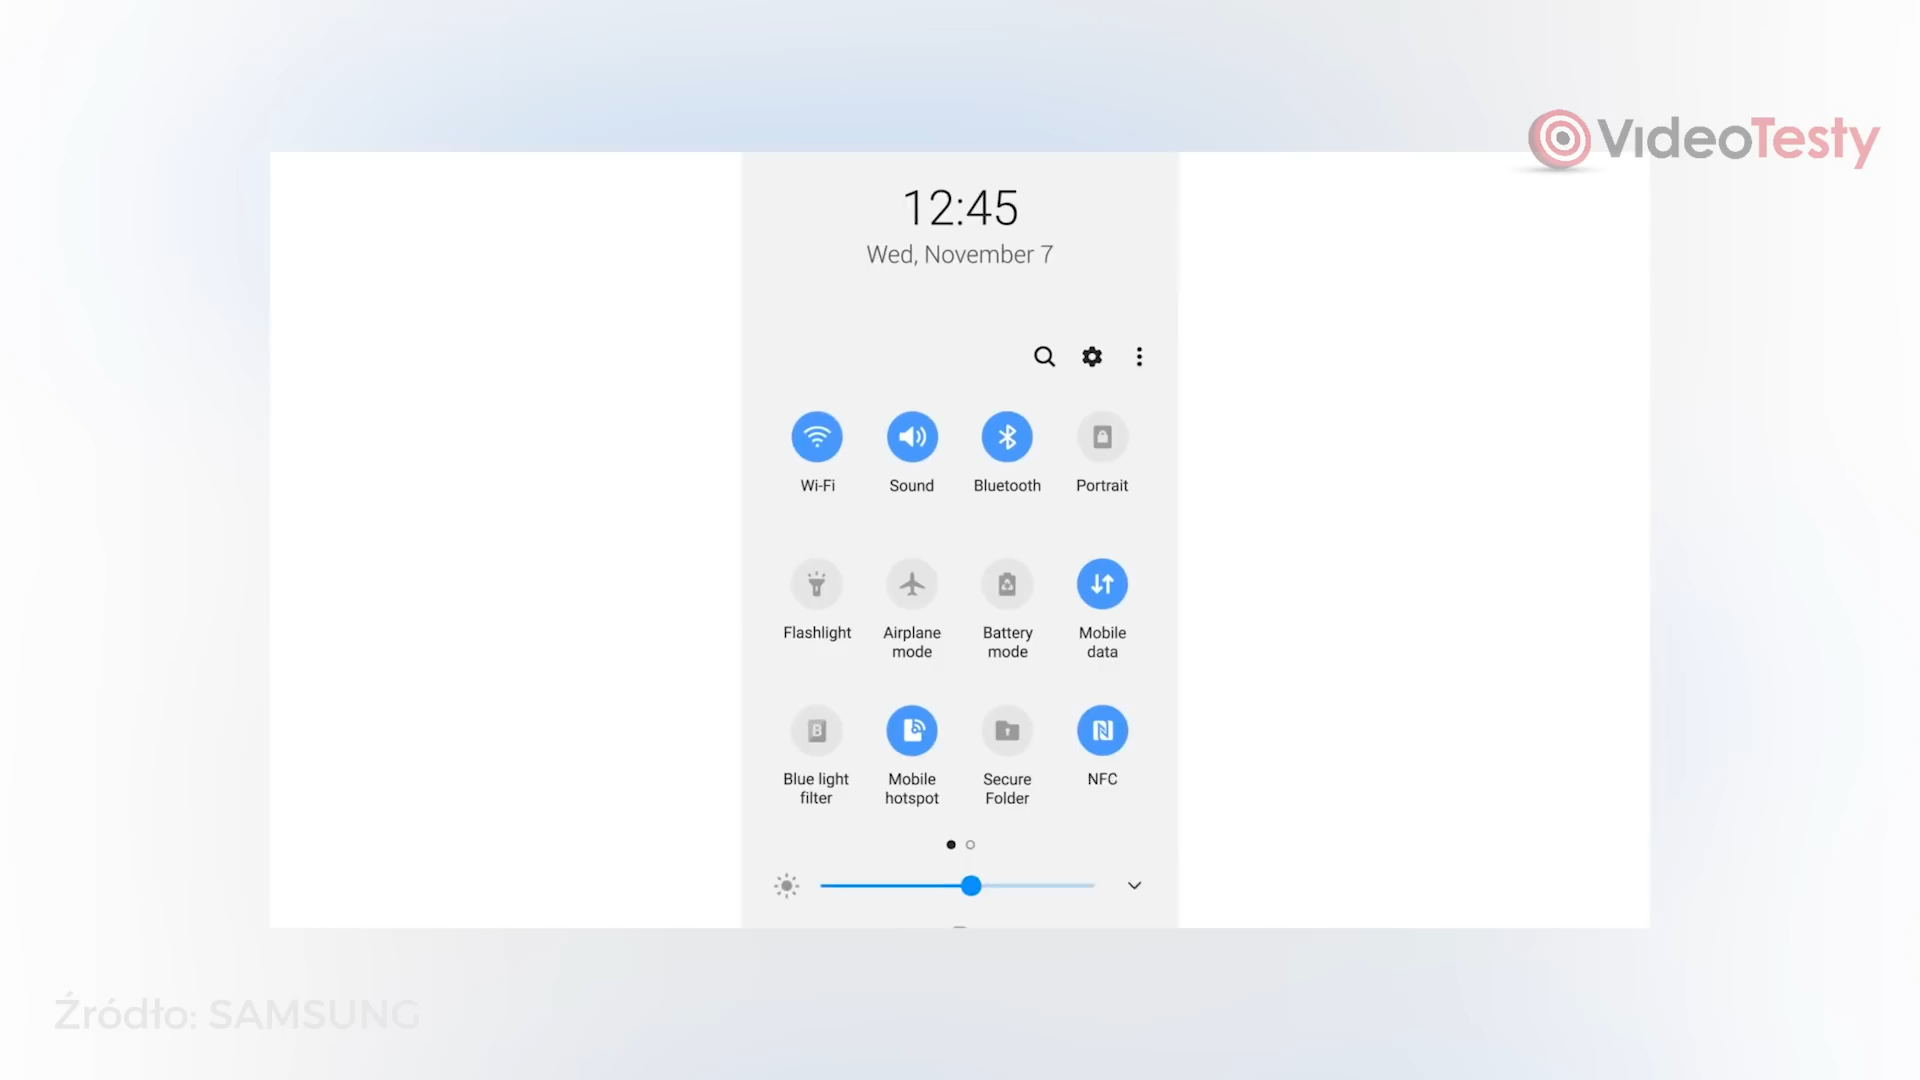 VideoTesty
12:45
Wed, November 7
Wi-Fi
Sound
Bluetooth
Portrait
Flashlight
Airplane
mode
Battery
mode
Mobile
data
B
Blue light
filter
Mobile
hotspot
Secure
Folder
NFC
Źródło: SAMSUNG